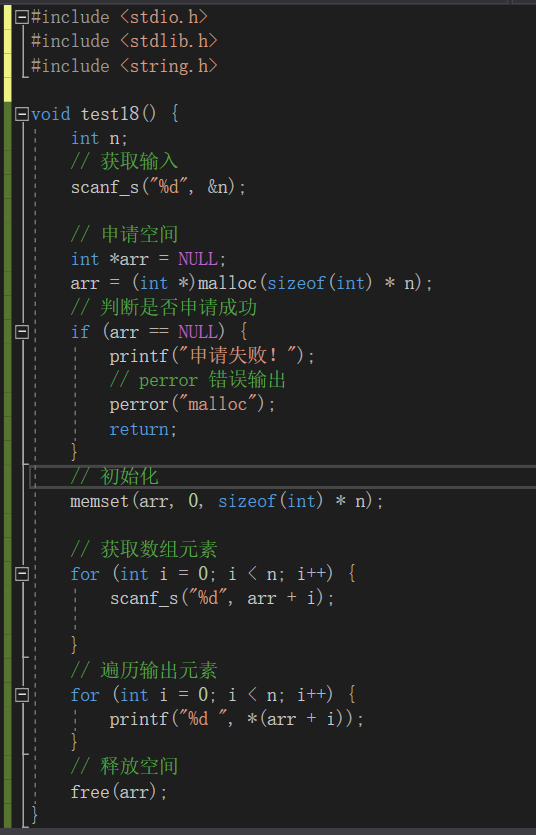 #include <stdio.h>
#include <stdlib.h>
#include <string.h>
void test18() {
int n;
// 获取输入
scanf_s("%d", &n);
// 申请空间
int *arr = NULL;
arr = (int *)malloc(sizeof(int) * n);
// 判断是否申请成功
if (arr == NULL) {
printf("申请失败！");
// perror 错误输出
perror("malloc");
return;
}
// 初始化
memset(arr, 0, sizeof(int) * n);
// 获取数组元素
for (int i = 0; i < n; i++) {
scanf_s("%d", arr + i);
}
// 遍历输出元素
for (int i = 0; i < n; i++) {
printf("%d ", *(arr + i));
}
// 释放空间
free(arr);
}